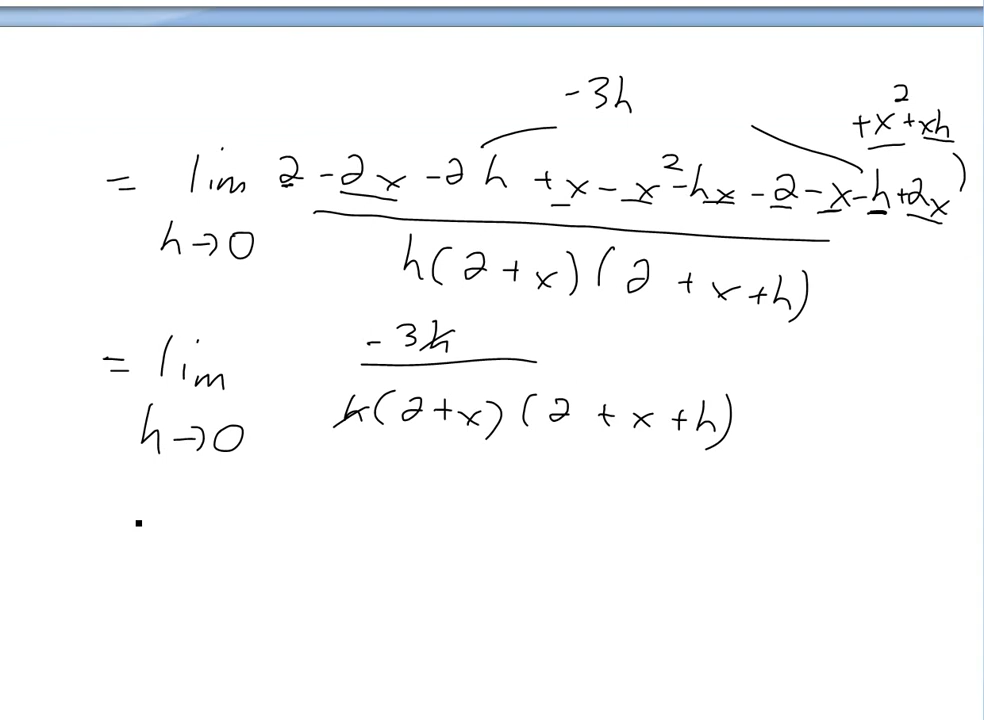 -3h
+x²+xh
= lim 2 -2x -2h +x - x² -hx -2 -x -h +2x)
h→0 h(2+x)(2+x+h)
-3h
= lim
h→0 h(2+x)(2+x+h)